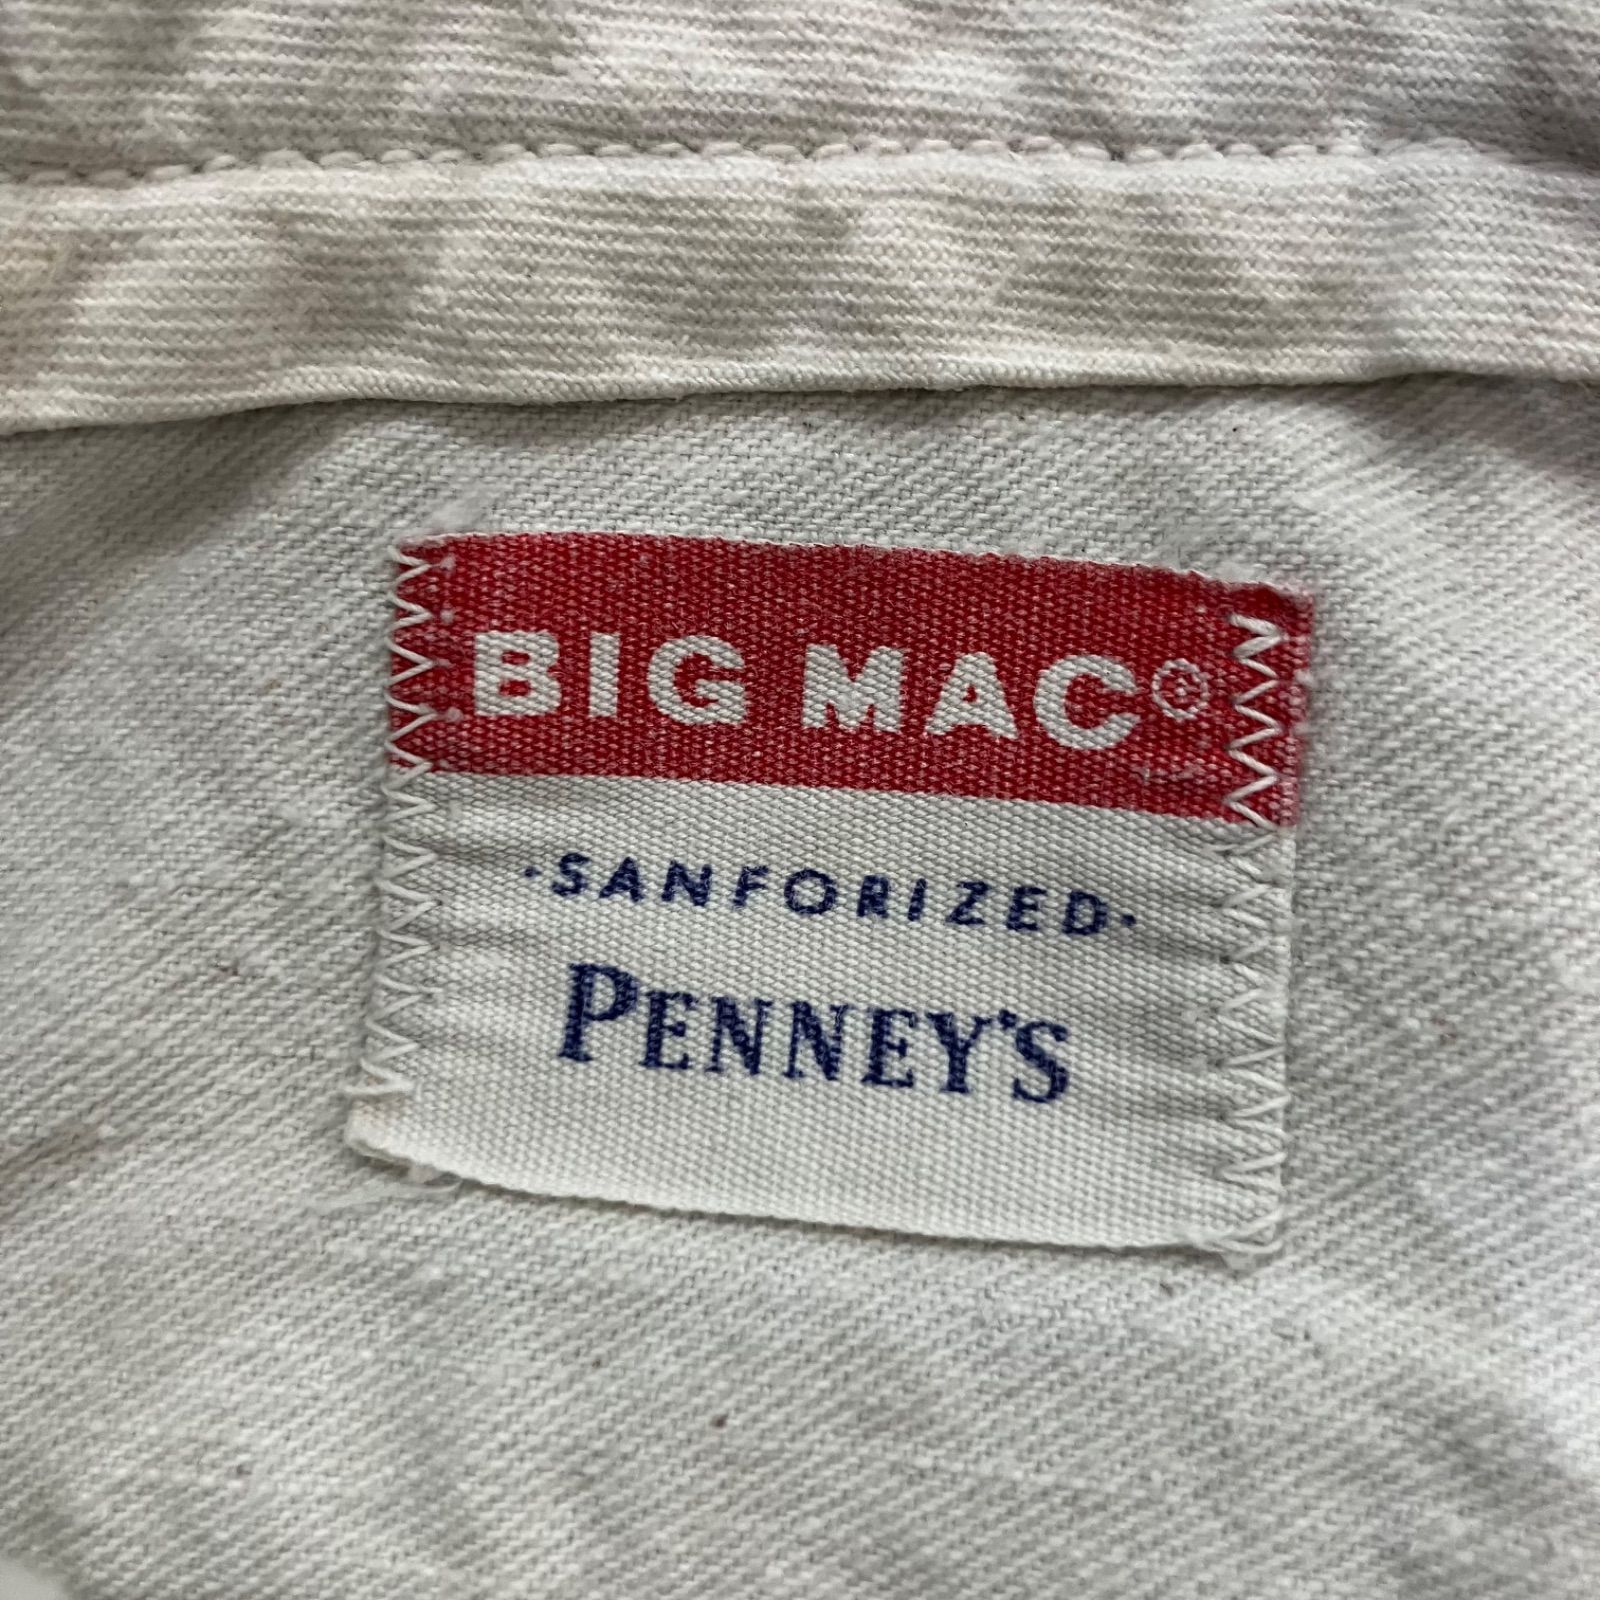 BIG MAC®
·SANFORIZED·
PENNEY'S